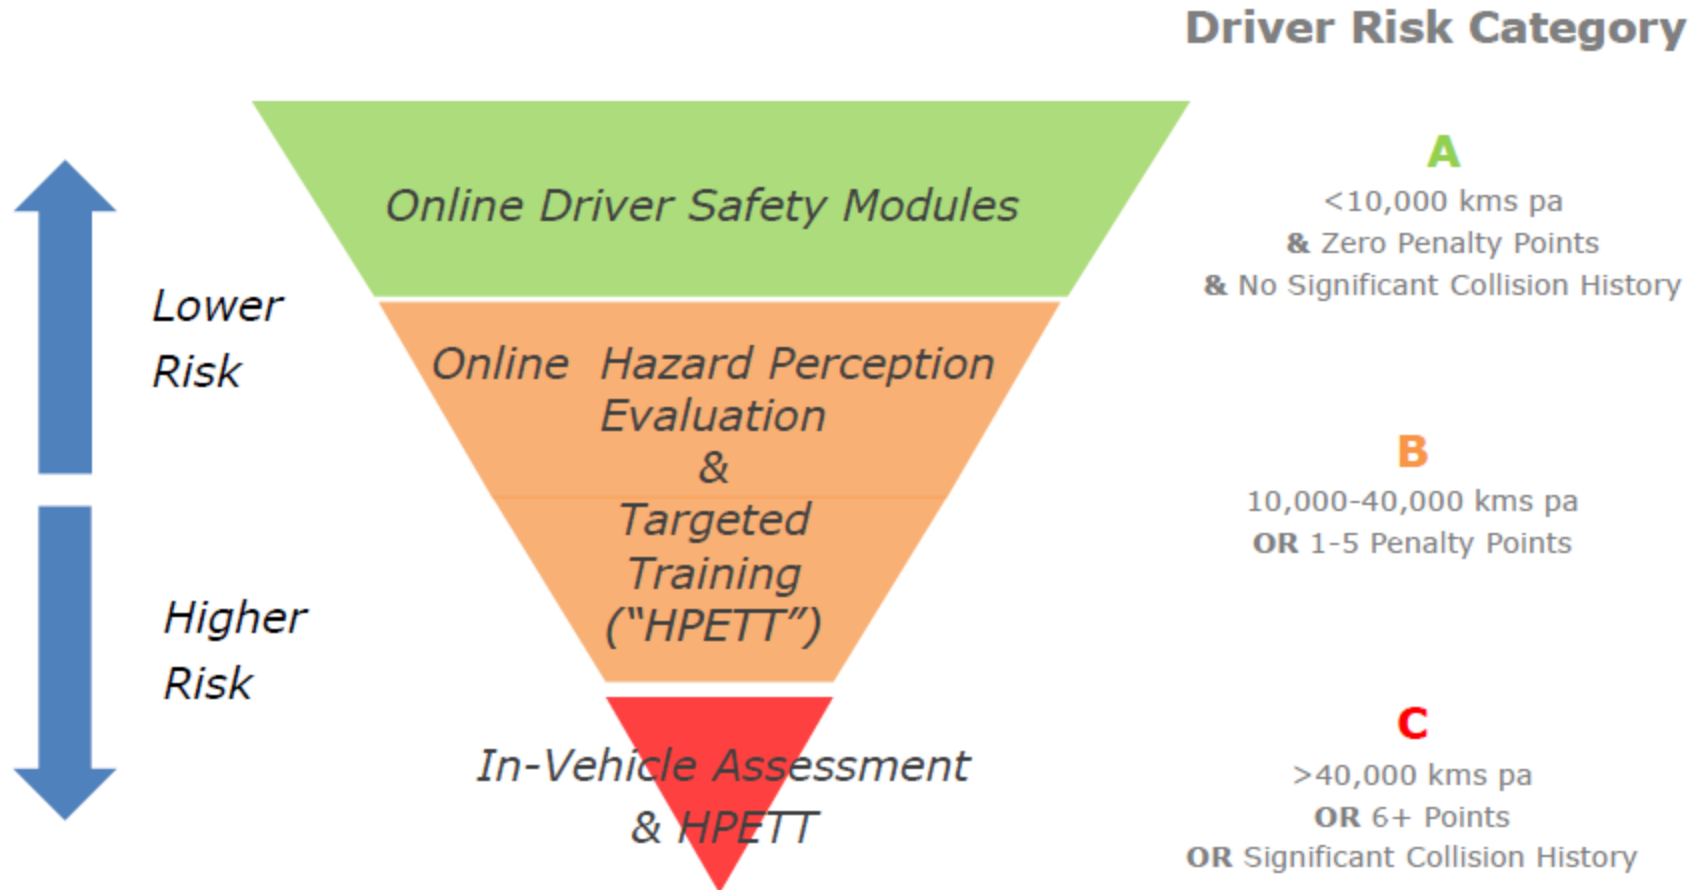 Driver Risk Category
Online Driver Safety Modules
A
<10,000 kms pa
& Zero Penalty Points
& No Significant Collision History
Lower
Risk
Online Hazard Perception
Evaluation
&
Targeted
Training
(“HPETT”)
B
10,000-40,000 kms pa
OR 1-5 Penalty Points
Higher
Risk
In-Vehicle Assessment
& HPETT
C
>40,000 kms pa
OR 6+ Points
OR Significant Collision History